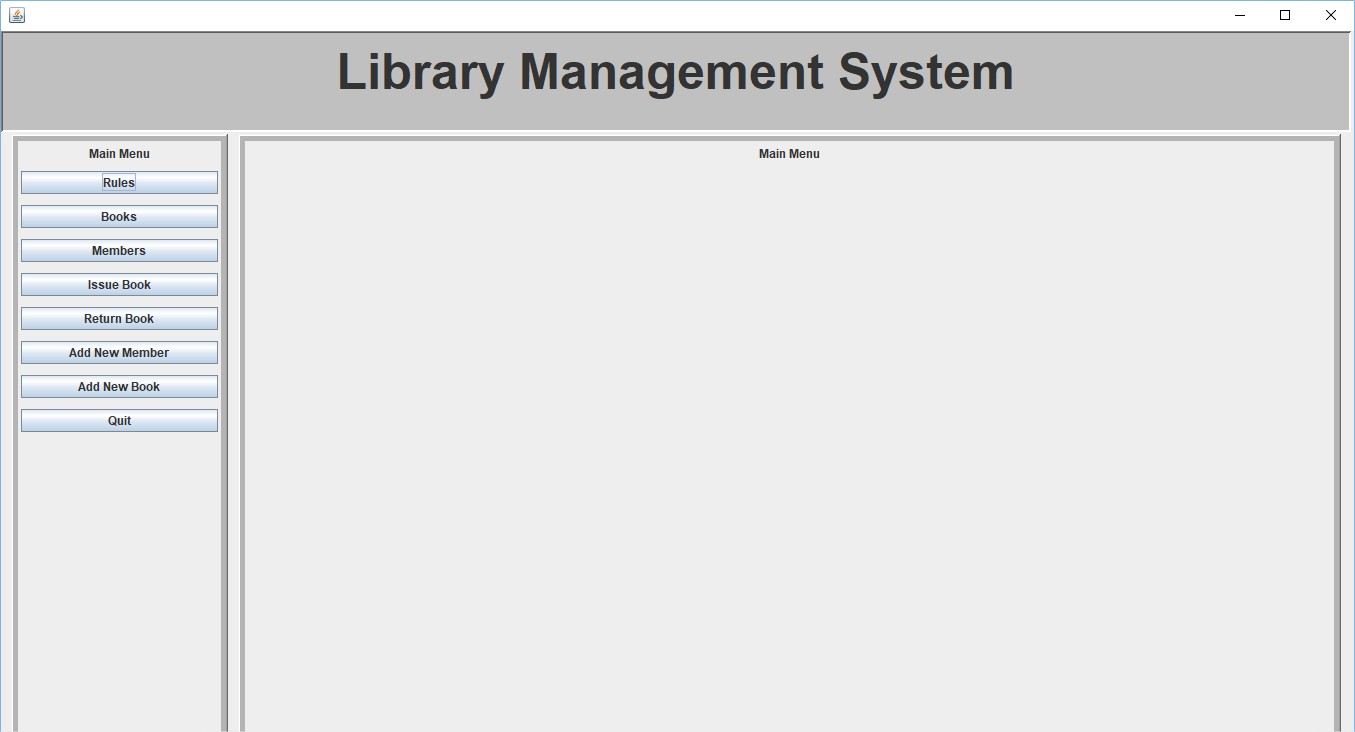 Library Management System
Main Menu
Rules
Books
Members
Issue Book
Return Book
Add New Member
Add New Book
Quit
Main Menu